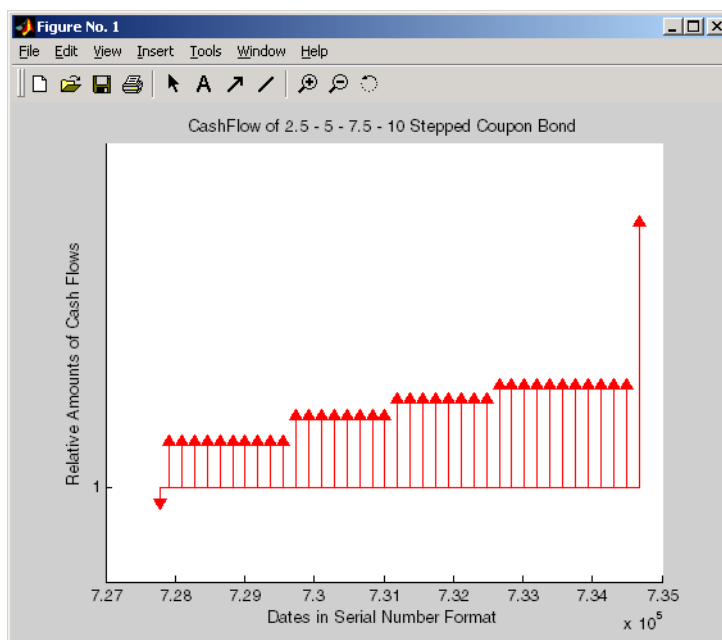 Figure No. 1
File Edit View Insert Tools Window Help
A
CashFlow of 2.5 - 5 - 7.5 - 10 Stepped Coupon Bond
Relative Amounts of Cash Flows
1
7.27 7.28 7.29 7.3 7.31 7.32 7.33 7.34 7.35
Dates in Serial Number Format
x 10⁵